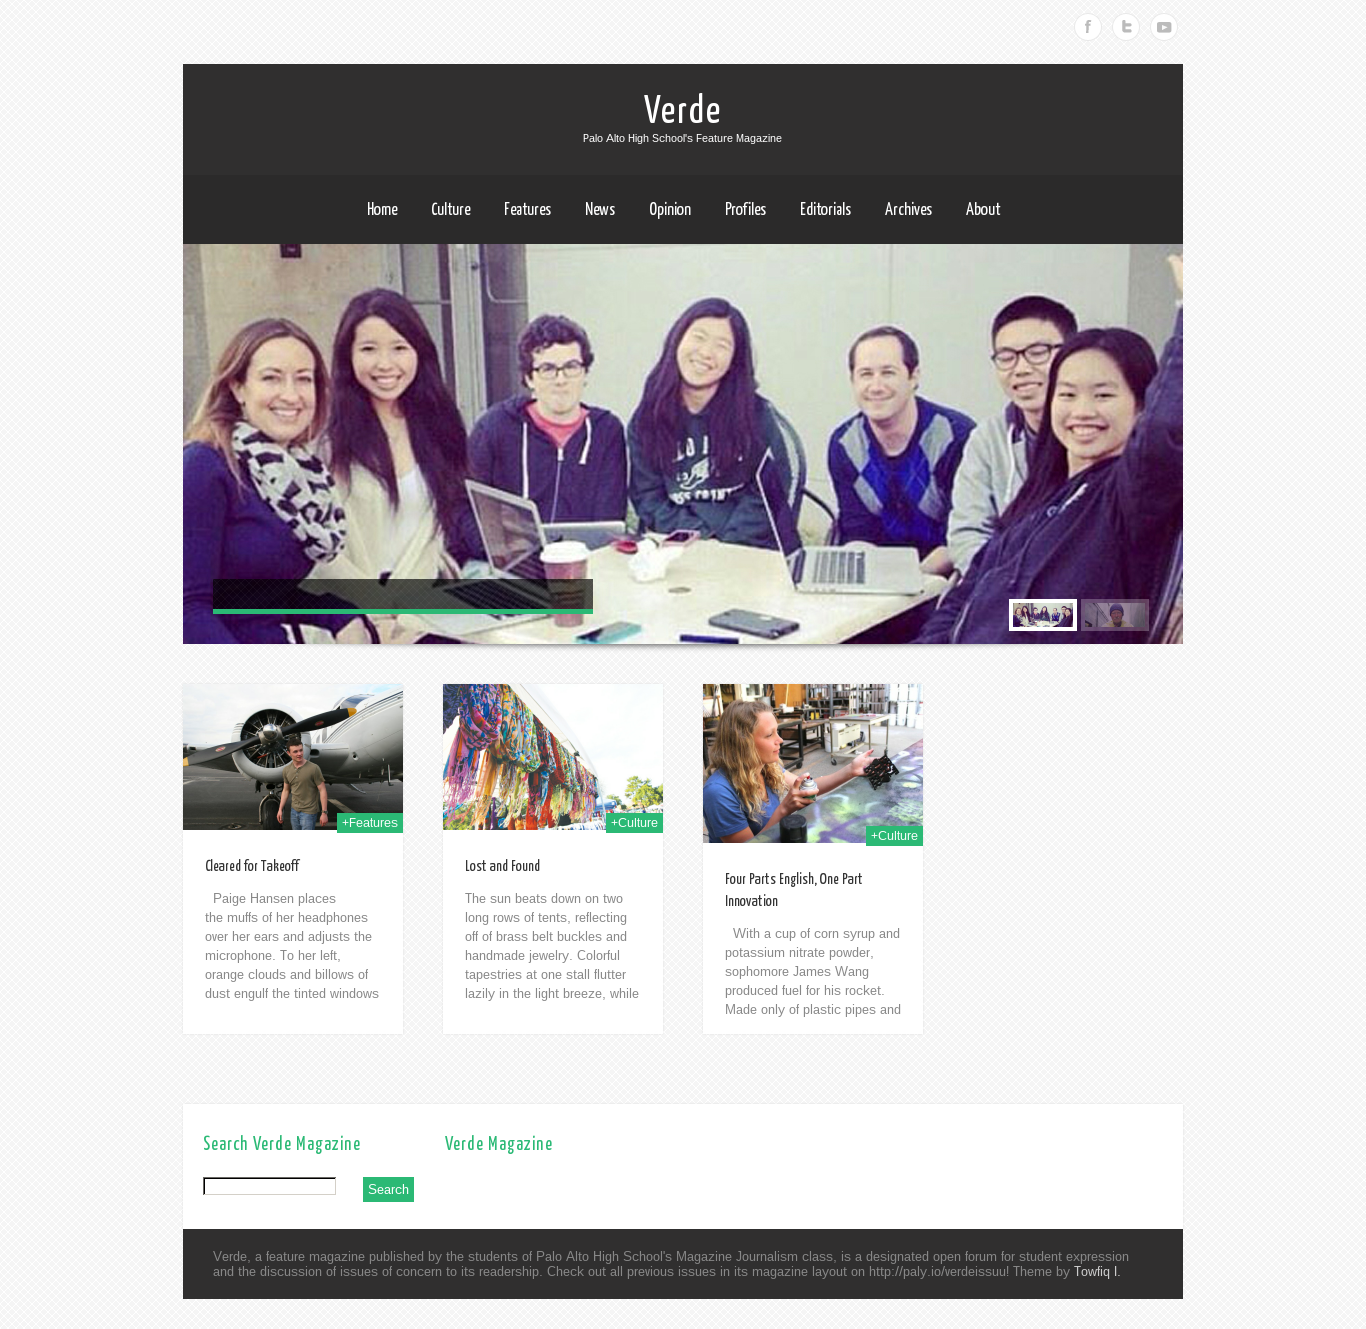 Verde
Palo Alto High School's Feature Magazine
Home Culture Features News Opinion Profiles Editorials Archives About
+Features
Cleared for Takeoff
Paige Hansen places
the muffs of her headphones
over her ears and adjusts the
microphone. To her left,
orange clouds and billows of
dust engulf the tinted windows
+Culture
Lost and Found
The sun beats down on two
long rows of tents, reflecting
off of brass belt buckles and
handmade jewelry. Colorful
tapestries at one stall flutter
lazily in the light breeze, while
+Culture
Four Parts English, One Part
Innovation
With a cup of corn syrup and
potassium nitrate powder,
sophomore James Wang
produced fuel for his rocket.
Made only of plastic pipes and
Search Verde Magazine
Search
Verde Magazine
Verde, a feature magazine published by the students of Palo Alto High School's Magazine Journalism class, is a designated open forum for student expression
and the discussion of issues of concern to its readership. Check out all previous issues in its magazine layout on http://paly.io/verdeissuu! Theme by Towfiq I.